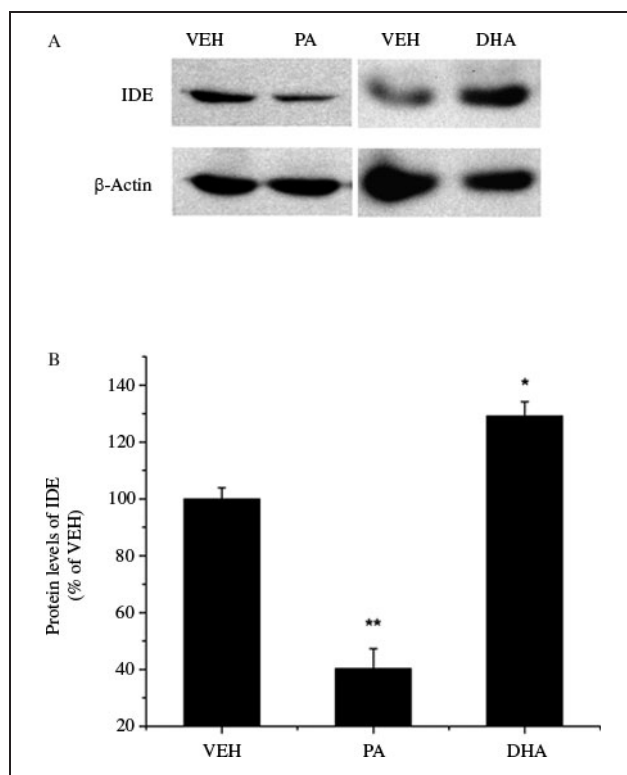 A
VEH PA VEH DHA
IDE
β-Actin
B
140
120
100
80
60
40
20
Protein levels of IDE
(% of VEH)
**
*
VEH PA DHA